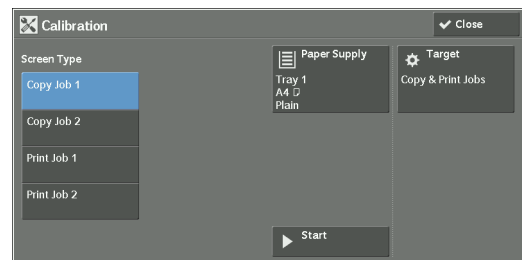 Calibration
Close
Screen Type
Copy Job 1
Copy Job 2
Print Job 1
Print Job 2
Paper Supply
Tray 1
A4
Plain
Target
Copy & Print Jobs
Start